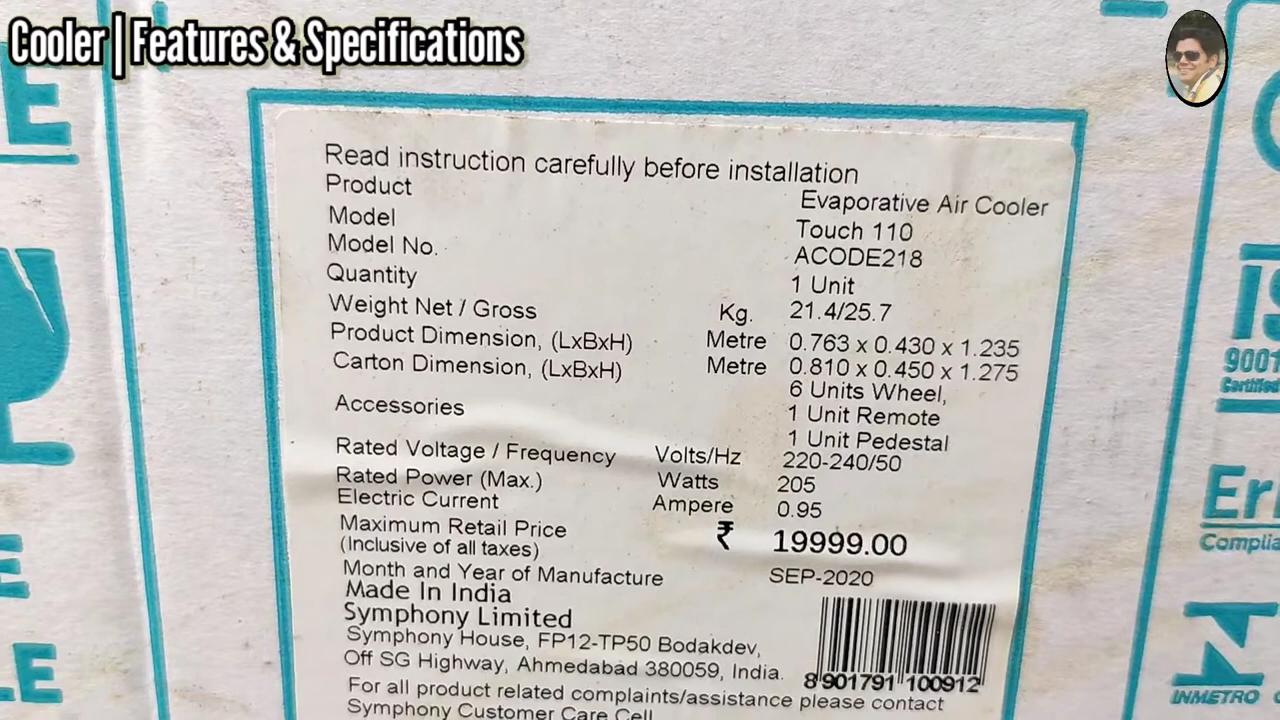 Cooler | Features & Specifications
E
Read instruction carefully before installation
Product Evaporative Air Cooler
Model Touch 110
Model No. ACODE218
Quantity 1 Unit
Weight Net / Gross Kg. 21.4/25.7
Product Dimension, (LxBxH) Metre 0.763 x 0.430 x 1.235
Carton Dimension, (LxBxH) Metre 0.810 x 0.450 x 1.275
Accessories 6 Units Wheel,
1 Unit Remote
1 Unit Pedestal
Rated Voltage / Frequency Volts/Hz 220-240/50
Rated Power (Max.) Watts 205
Electric Current Ampere 0.95
Maximum Retail Price ₹ 19999.00
(Inclusive of all taxes)
Month and Year of Manufacture SEP-2020
Made In India
Symphony Limited
Symphony House, FP12-TP50 Bodakdev,
Off SG Highway, Ahmedabad 380059, India.
8 901791 100912
For all product related complaints/assistance please contact
Symphony Customer Care Cell
E
LE
IS
9001
Certified
INMETRO